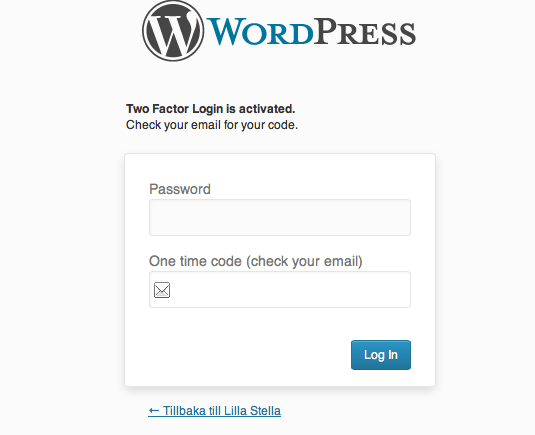 WORDPRESS
Two Factor Login is activated.
Check your email for your code.
Password
One time code (check your email)
Log In
← Tillbaka till Lilla Stella